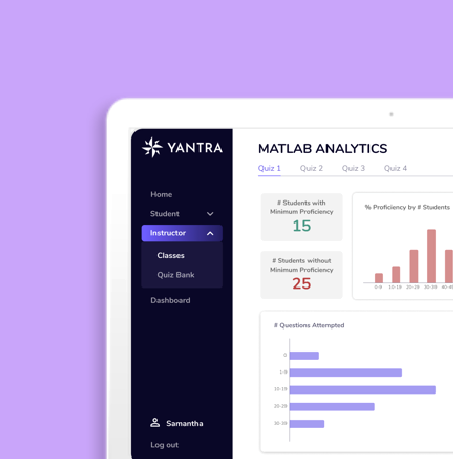 YANTRA
Home
Student
Instructor
Classes
Quiz Bank
Dashboard
Samantha
Log out
MATLAB ANALYTICS
Quiz 1 Quiz 2 Quiz 3 Quiz 4
# Students with
Minimum Proficiency
15
# Students without
Minimum Proficiency
25
% Proficiency by # Students
0-9 10-19 20-29 30-39
# Questions Attempted
0
1-9
10-19
20-29
30-39